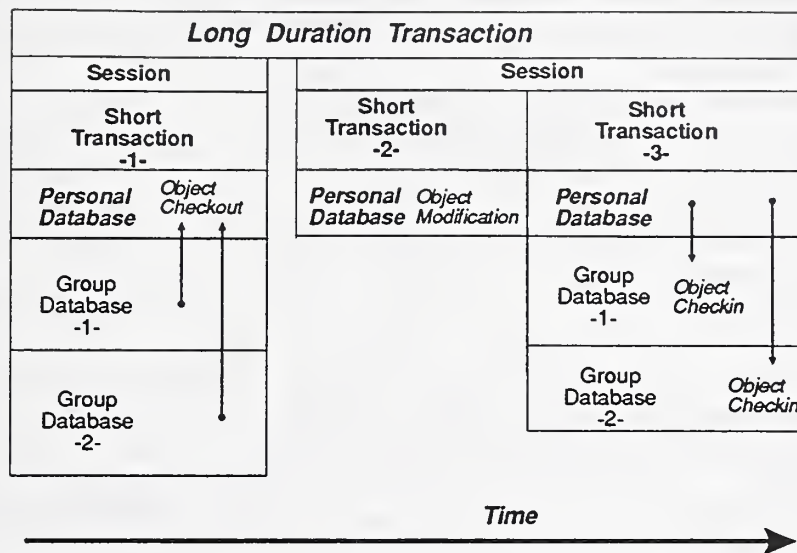 Long Duration Transaction
Session
Session
Short
Transaction
-1-
Short
Transaction
-2-
Short
Transaction
-3-
Personal
Database
Object
Checkout
Personal
Database
Object
Modification
Personal
Database
Group
Database
-1-
Group
Database
-1-
Object
Checkin
Group
Database
-2-
Group
Database
-2-
Object
Checkin
Time